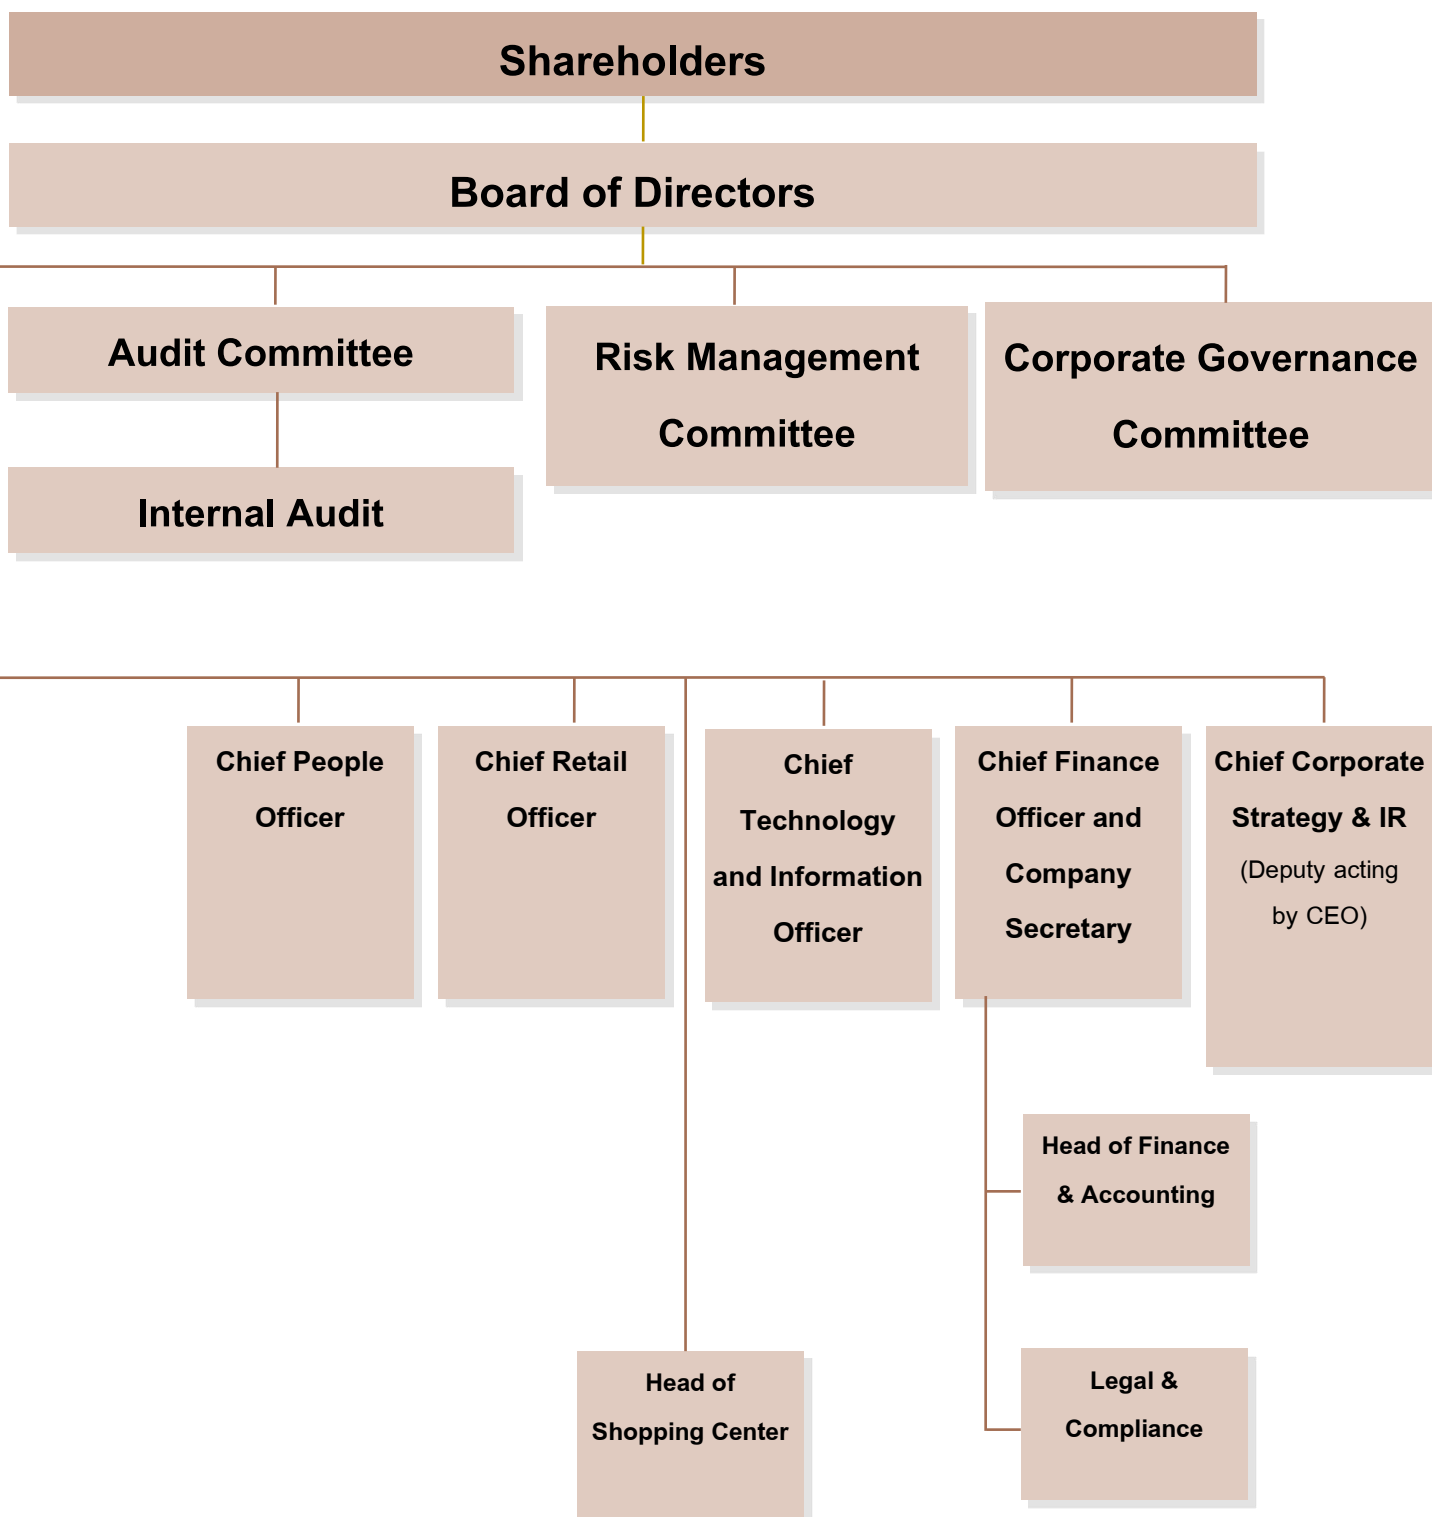 Shareholders
Board of Directors
Audit Committee
Risk Management
Committee
Corporate Governance
Committee
Internal Audit
Chief People
Officer
Chief Retail
Officer
Chief
Technology
and Information
Officer
Chief Finance
Officer and
Company
Secretary
Chief Corporate
Strategy & IR
(Deputy acting
by CEO)
Head of Finance
& Accounting
Head of
Shopping Center
Legal &
Compliance